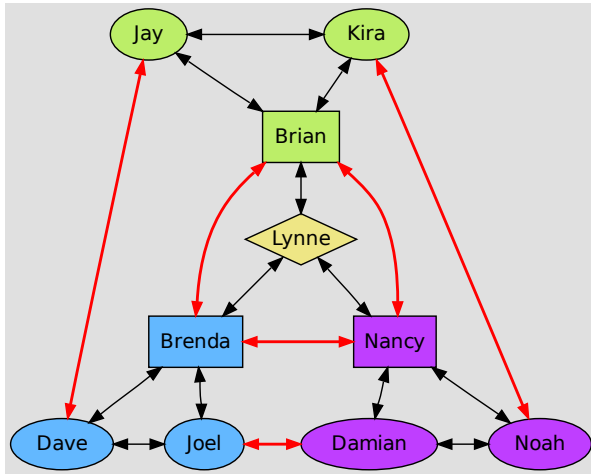 Jay
Kira
Brian
Lynne
Brenda
Nancy
Dave
Joel
Damian
Noah